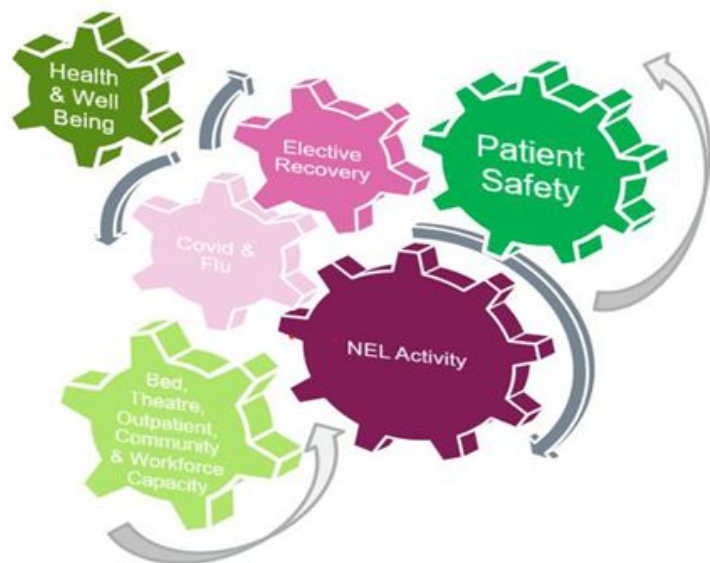 Health
& Well
Being
Elective
Recovery
Patient
Safety
Covid &
Flu
NEL Activity
Bed,
Theatre,
Outpatient,
Community
& Workforce
Capacity